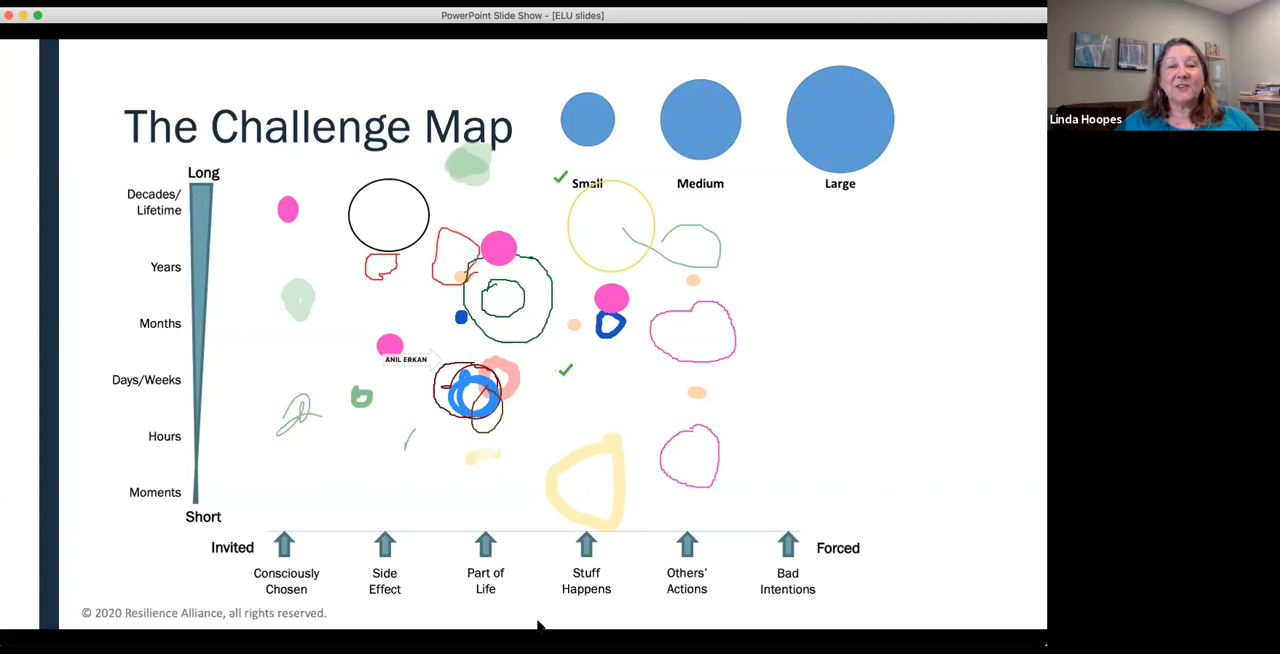 PowerPoint Slide Show - [ELU slides]
Linda Hoopes
The Challenge Map
Small
Medium
Large
Long
Decades/
Lifetime
Years
Months
Days/Weeks
Hours
Moments
Short
ANIL ERKAN
Invited
Forced
Consciously
Chosen
Side
Effect
Part of
Life
Stuff
Happens
Others'
Actions
Bad
Intentions
© 2020 Resilience Alliance, all rights reserved.